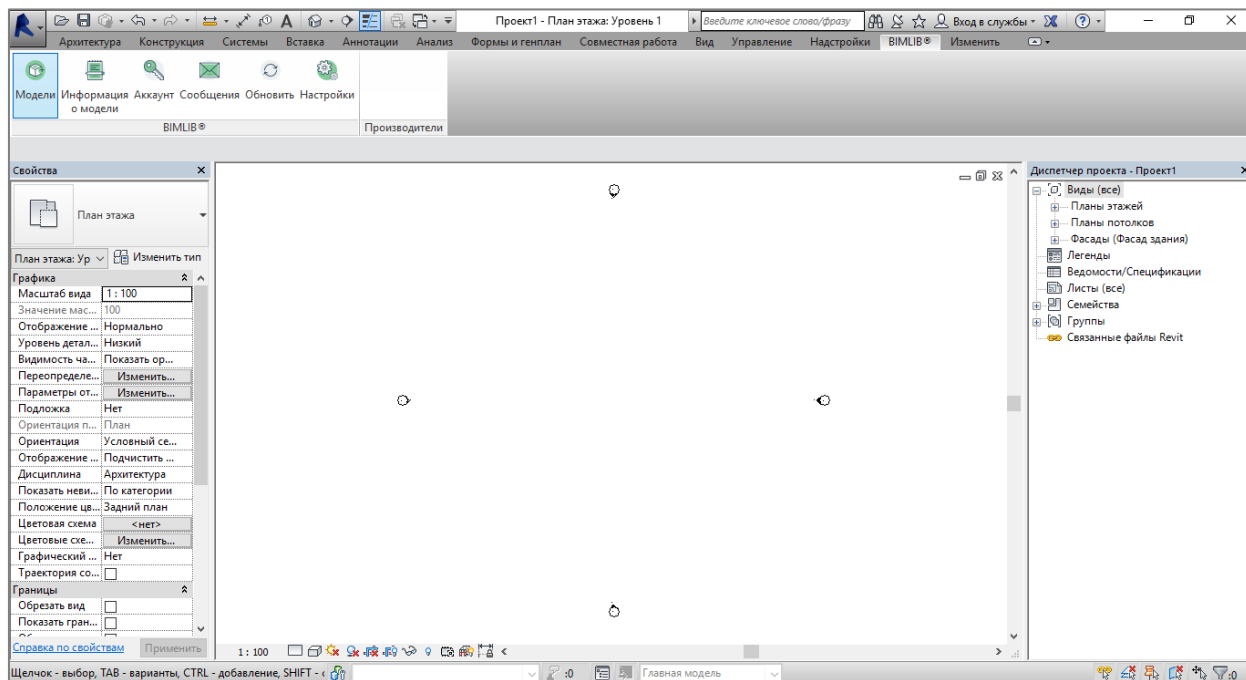 Проект1 - План этажа: Уровень 1
Введите ключевое слово/фразу
Вход в службы
Архитектура Конструкция Системы Вставка Аннотации Анализ Формы и генплан Совместная работа Вид Управление Надстройки BIMLIB® Изменить
Модели Информация о модели Аккаунт Сообщения Обновить Настройки
BIMLIB® Производители
Свойства
План этажа
План этажа: Ур Изменить тип
Графика
Масштаб вида 1 : 100
Значение мас... 100
Отображение ... Нормально
Уровень детал... Низкий
Видимость ча... Показать ор...
Переопределе... Изменить...
Параметры от... Изменить...
Подложка Нет
Ориентация п... План
Ориентация Условный се...
Отображение ... Подчистить ...
Дисциплина Архитектура
Показать неви... По категории
Положение цв... Задний план
Цветовая схема <нет>
Цветовые схе... Изменить...
Графический ... Нет
Траектория со...
Границы
Обрезать вид
Показать гран...
Справка по свойствам Применить
1 : 100
Диспетчер проекта - Проект1
Виды (все)
Планы этажей
Планы потолков
Фасады (Фасад здания)
Легенды
Ведомости/Спецификации
Листы (все)
Семейства
Группы
Связанные файлы Revit
Щелчок - выбор, TAB - варианты, CTRL - добавление, SHIFT - с
:0 Главная модель :0